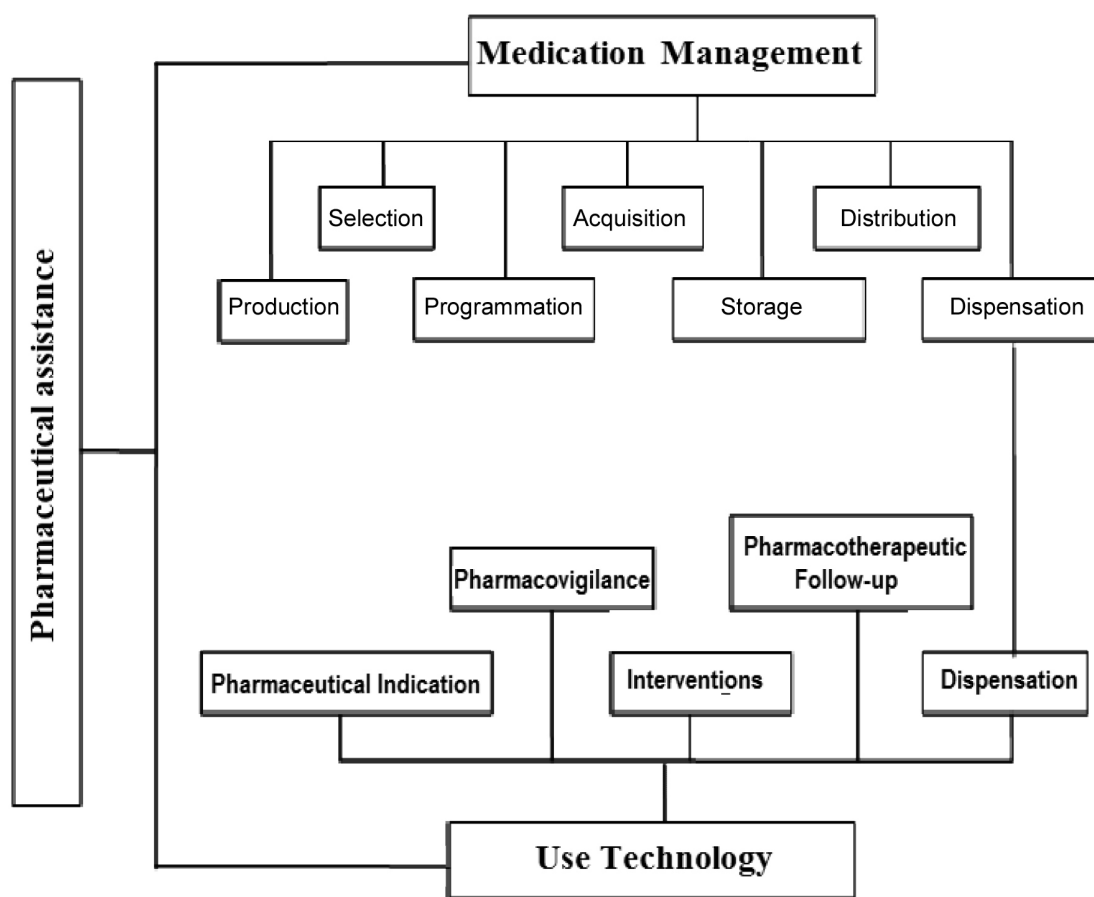 Medication Management
Pharmaceutical assistance
Selection
Acquisition
Distribution
Production
Programmation
Storage
Dispensation
Pharmacotherapeutic
Follow-up
Pharmacovigilance
Pharmaceutical Indication
Interventions
Dispensation
Use Technology